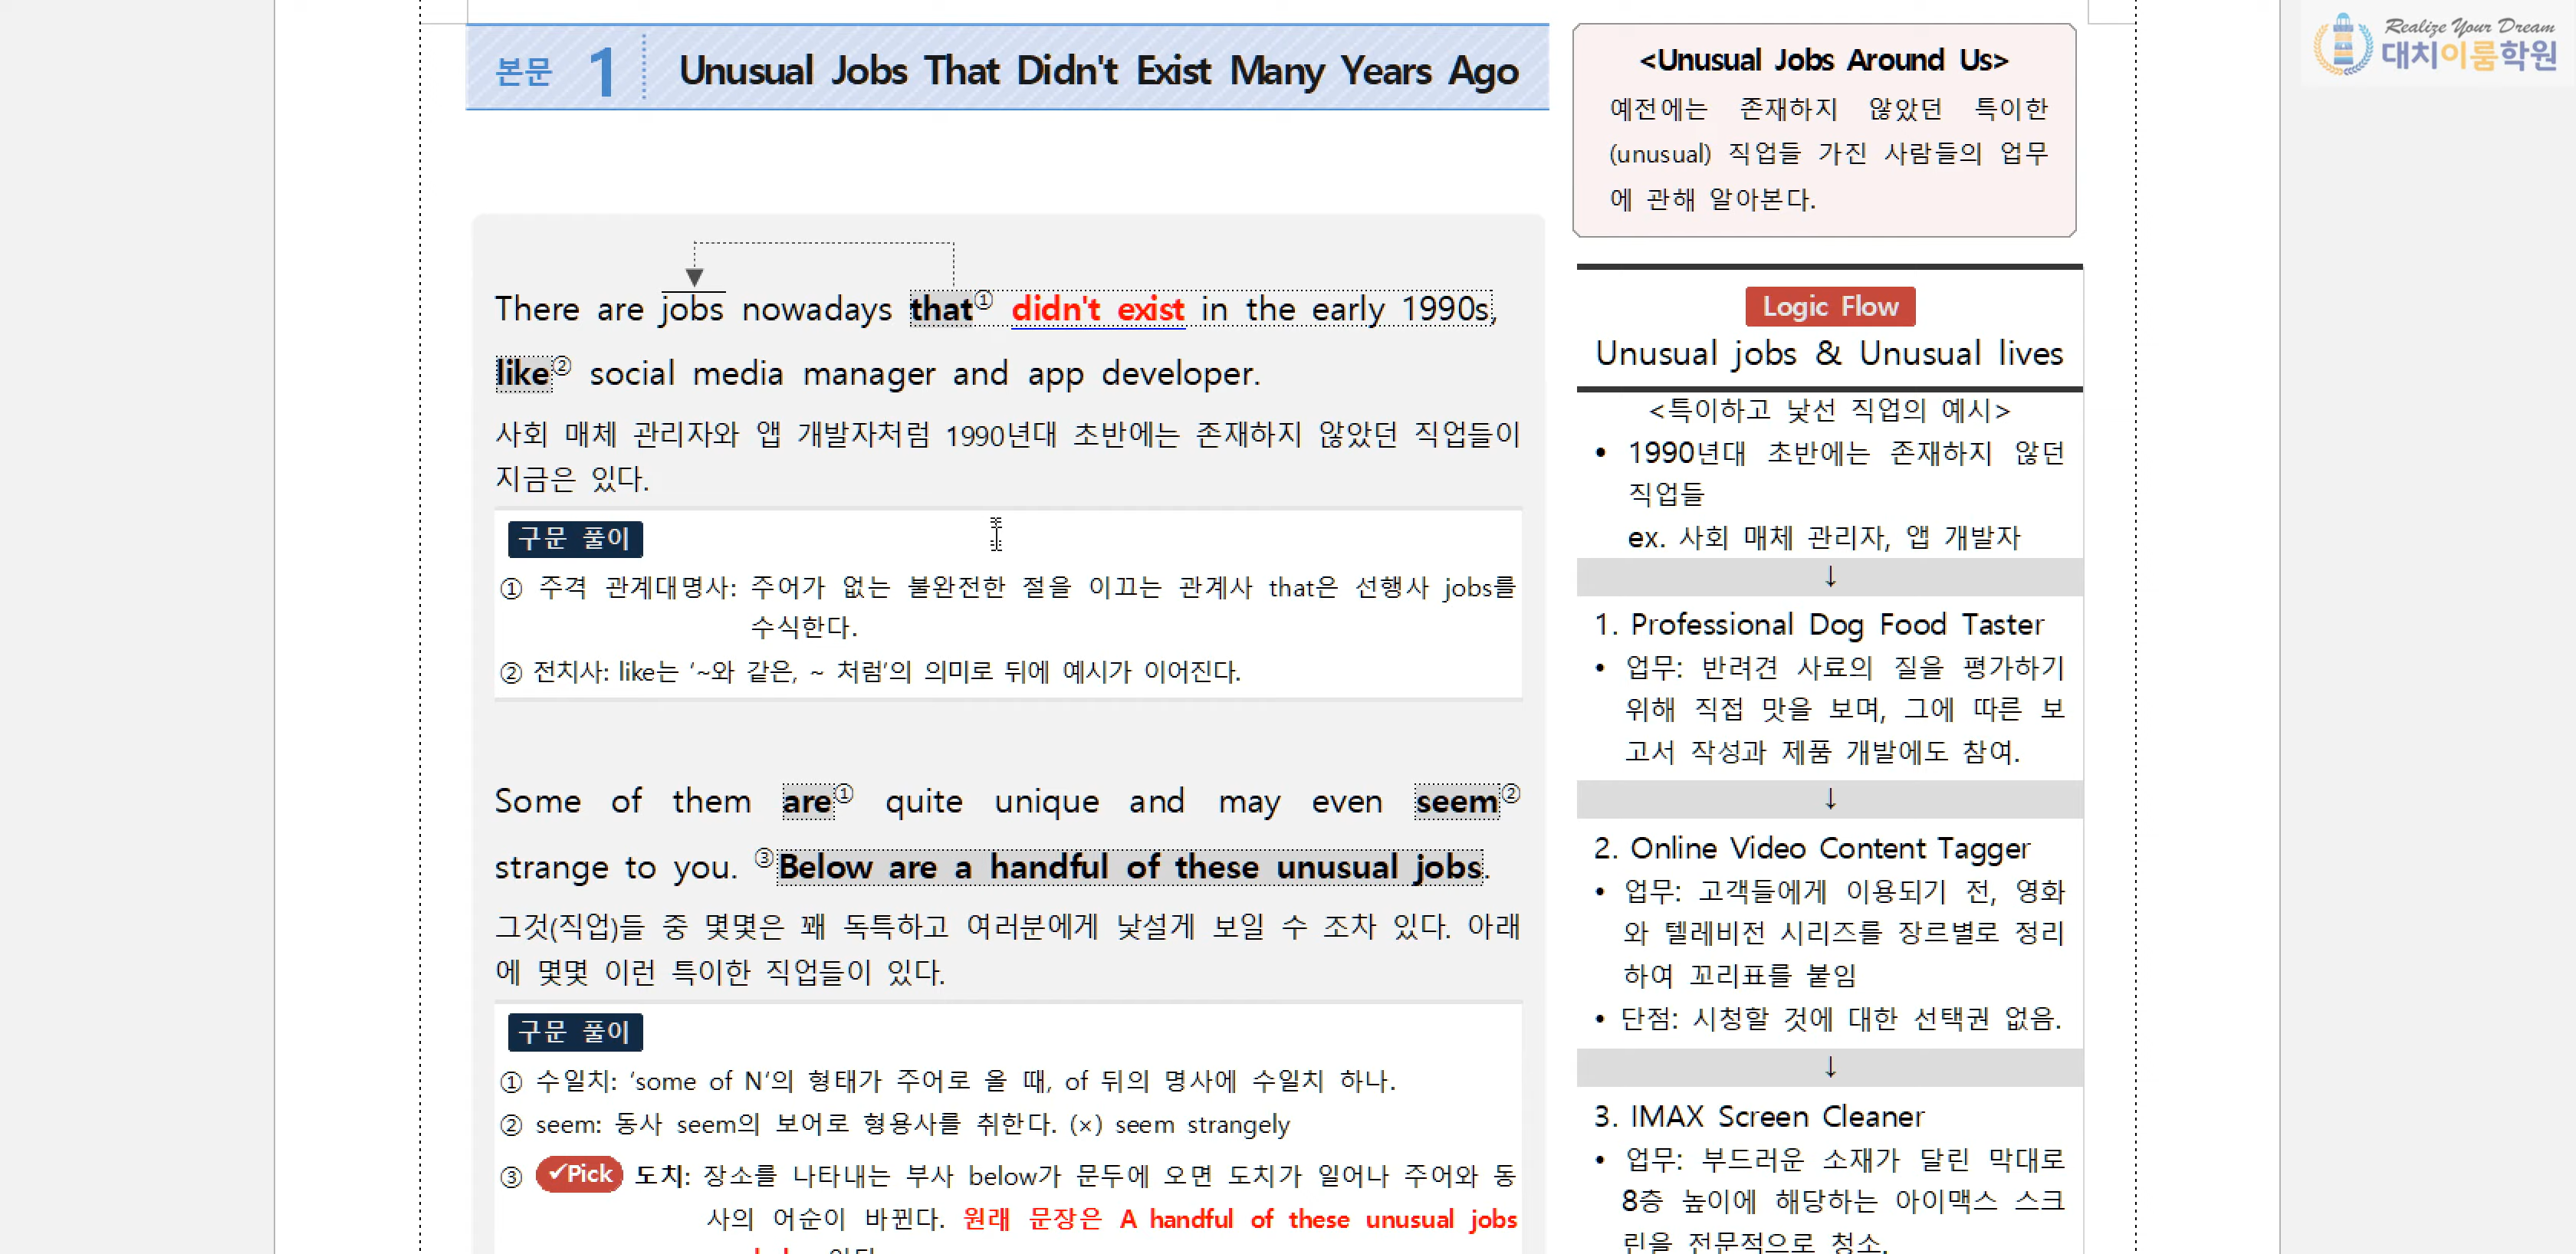 본문 1 Unusual Jobs That Didn't Exist Many Years Ago
There are jobs nowadays that① didn't exist in the early 1990s,
like② social media manager and app developer.
사회 매체 관리자와 앱 개발자처럼 1990년대 초반에는 존재하지 않았던 직업들이
지금은 있다.
구문 풀이
① 주격 관계대명사: 주어가 없는 불완전한 절을 이끄는 관계사 that은 선행사 jobs를
수식한다.
② 전치사: like는 '~와 같은, ~ 처럼'의 의미로 뒤에 예시가 이어진다.
Some of them are① quite unique and may even seem②
strange to you. ③Below are a handful of these unusual jobs.
그것(직업)들 중 몇몇은 꽤 독특하고 여러분에게 낯설게 보일 수 조차 있다. 아래
에 몇몇 이런 특이한 직업들이 있다.
구문 풀이
① 수일치: 'some of N'의 형태가 주어로 올 때, of 뒤의 명사에 수일치 하나.
② seem: 동사 seem의 보어로 형용사를 취한다. (×) seem strangely
③ ✓Pick 도치: 장소를 나타내는 부사 below가 문두에 오면 도치가 일어나 주어와 동
사의 어순이 바뀐다. 원래 문장은 A handful of these unusual jobs
<Unusual Jobs Around Us>
예전에는 존재하지 않았던 특이한
(unusual) 직업들 가진 사람들의 업무
에 관해 알아본다.
Logic Flow
Unusual jobs & Unusual lives
<특이하고 낯선 직업의 예시>
• 1990년대 초반에는 존재하지 않던
직업들
ex. 사회 매체 관리자, 앱 개발자
↓
1. Professional Dog Food Taster
• 업무: 반려견 사료의 질을 평가하기
위해 직접 맛을 보며, 그에 따른 보
고서 작성과 제품 개발에도 참여.
↓
2. Online Video Content Tagger
• 업무: 고객들에게 이용되기 전, 영화
와 텔레비전 시리즈를 장르별로 정리
하여 꼬리표를 붙임
• 단점: 시청할 것에 대한 선택권 없음.
↓
3. IMAX Screen Cleaner
• 업무: 부드러운 소재가 달린 막대로
8층 높이에 해당하는 아이맥스 스크
린을 전문적으로 청소.
Realize Your Dream
대치이룸학원